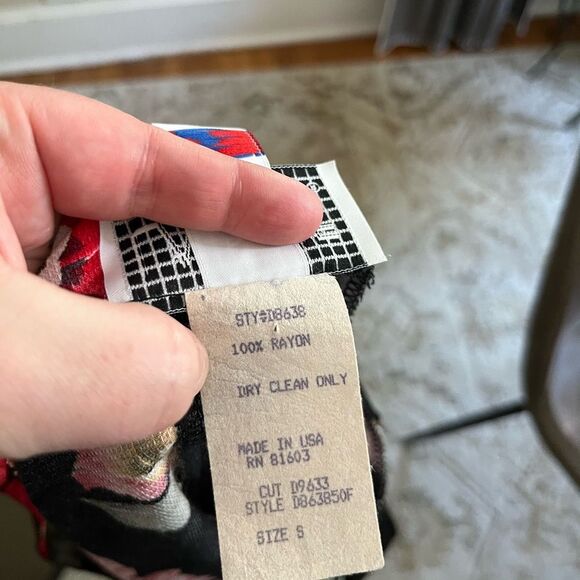 STY#D8638
100% RAYON
DRY CLEAN ONLY
MADE IN USA
RN 81603
CUT D9633
STYLE D863850F
SIZE S